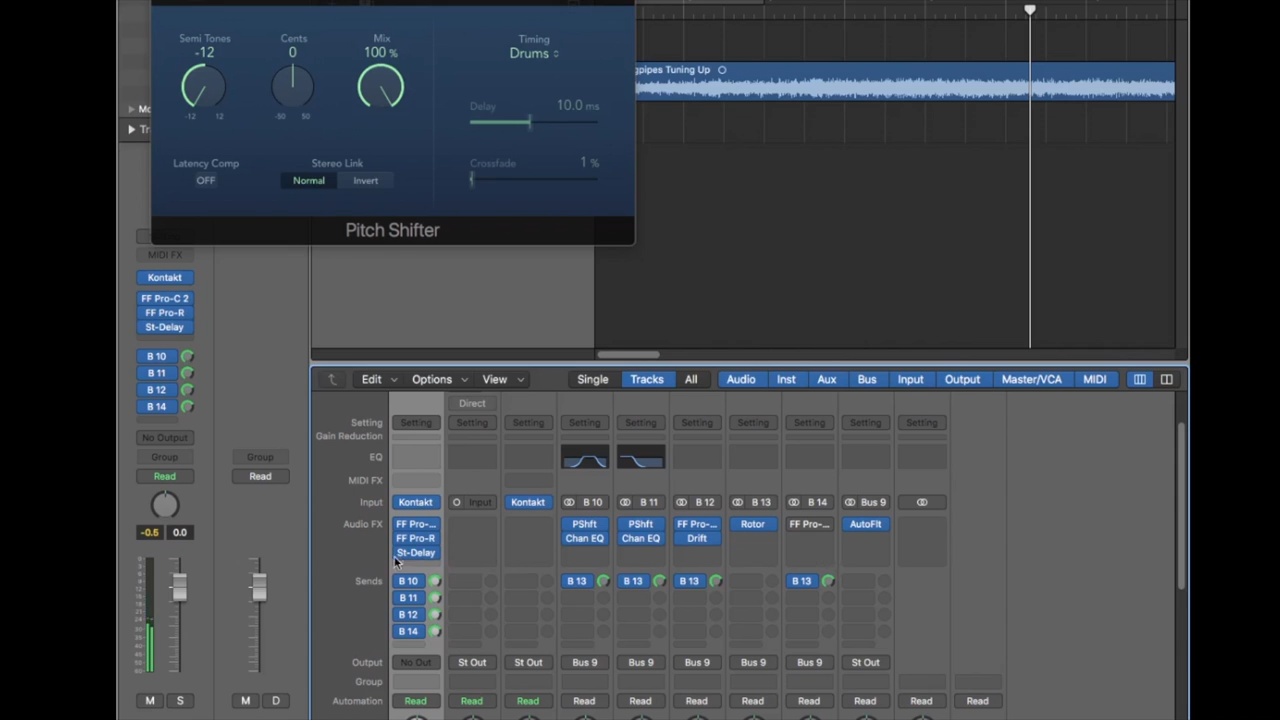 Semi Tones
Cents
Mix
-12
0
100 %
-12 12
-50 50
Timing
Drums
Delay 10.0 ms
Crossfade 1 %
Latency Comp
OFF
Stereo Link
Normal Invert
Pitch Shifter
gpipes Tuning Up
Mo
Tr
MIDI FX
Kontakt
FF Pro-C 2
FF Pro-R
St-Delay
B 10
B 11
B 12
B 14
No Output
Group Group
Read Read
-0.5 0.0
M S M D
Edit Options View Single Tracks All Audio Inst Aux Bus Input Output Master/VCA MIDI
Direct
Setting Setting Setting Setting Setting Setting Setting Setting Setting Setting Setting
Gain Reduction
EQ
MIDI FX
Input Kontakt Input Kontakt B 10 B 11 B 12 B 13 B 14 Bus 9
Audio FX FF Pro-... PShft PShft FF Pro-... Rotor FF Pro-... AutoFlt
FF Pro-R Chan EQ Chan EQ Drift
St-Delay
Sends B 10 B 13 B 13 B 13 B 13
B 11
B 12
B 14
Output No Out St Out St Out Bus 9 Bus 9 Bus 9 Bus 9 Bus 9 St Out
Group
Automation Read Read Read Read Read Read Read Read Read Read Read